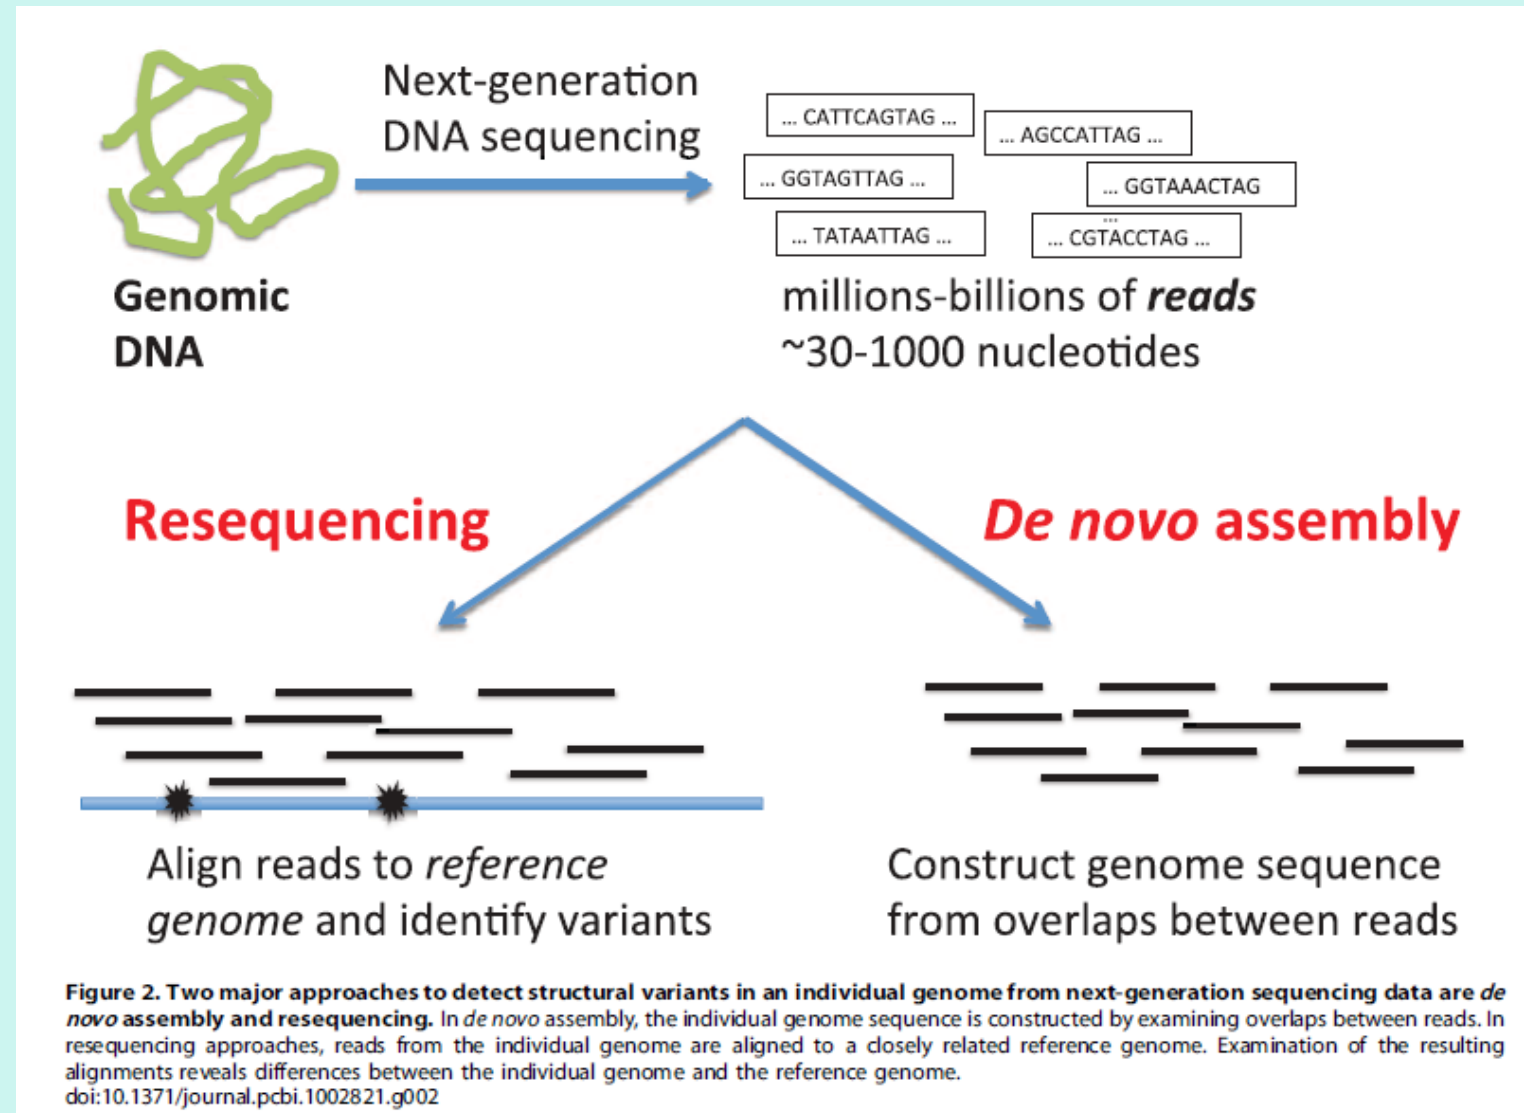 Next-generation
DNA sequencing
Genomic
DNA
... CATTCAGTAG ...
... AGCCATTAG ...
... GGTAGTTAG ...
... GGTAAACTAG
...
... TATAATTAG ...
... CGTACCTAG ...
millions-billions of reads
~30-1000 nucleotides
Resequencing
De novo assembly
Align reads to reference
genome and identify variants
Construct genome sequence
from overlaps between reads
Figure 2. Two major approaches to detect structural variants in an individual genome from next-generation sequencing data are de
novo assembly and resequencing. In de novo assembly, the individual genome sequence is constructed by examining overlaps between reads. In
resequencing approaches, reads from the individual genome are aligned to a closely related reference genome. Examination of the resulting
alignments reveals differences between the individual genome and the reference genome.
doi:10.1371/journal.pcbi.1002821.g002